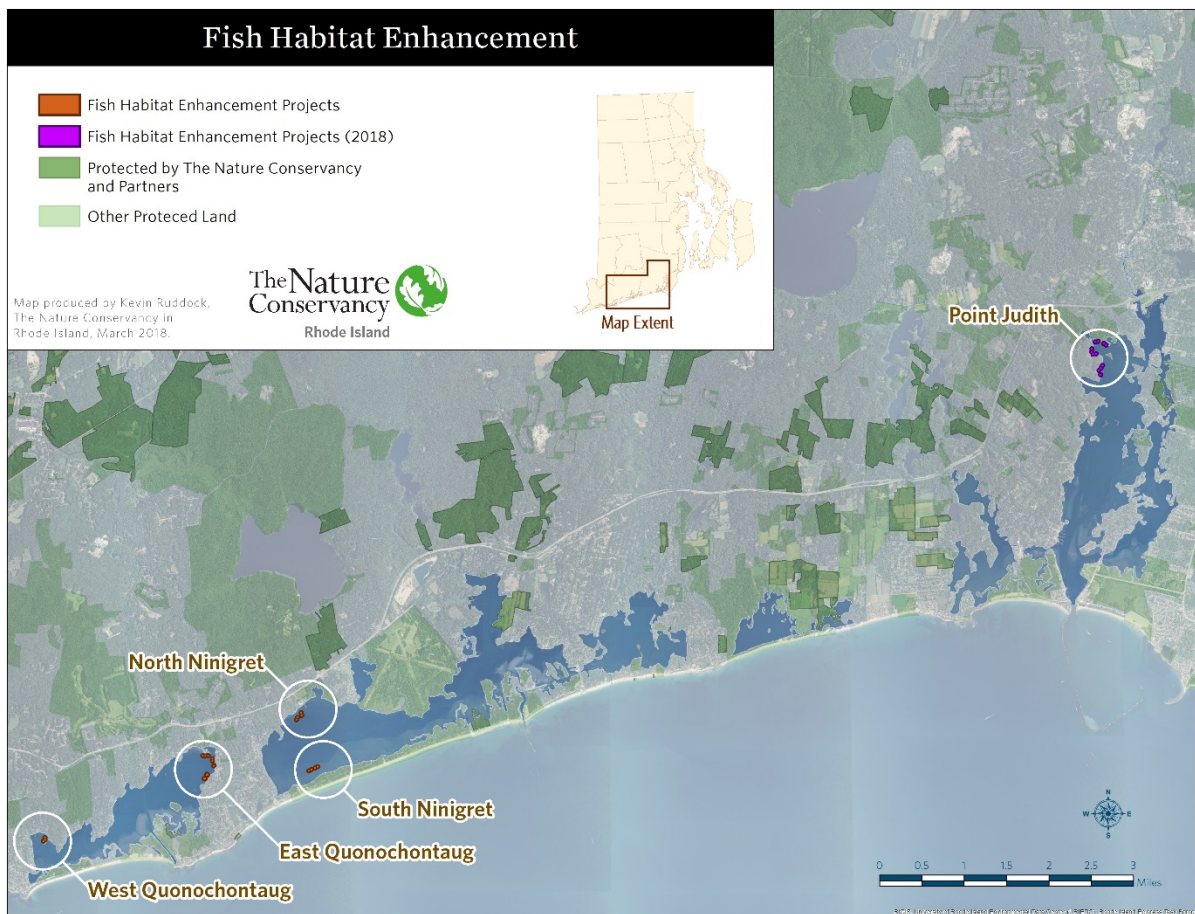 Fish Habitat Enhancement
Fish Habitat Enhancement Projects
Fish Habitat Enhancement Projects (2018)
Protected by The Nature Conservancy
and Partners
Other Proteced Land
Map produced by Kevin Ruddock,
The Nature Conservancy in
Rhode Island, March 2018.
The Nature
Conservancy
Rhode Island
Map Extent
Point Judith
North Ninigret
South Ninigret
East Quonochontaug
West Quonochontaug
N
W E
S
0 0.5 1 1.5 2 2.5 3
Miles